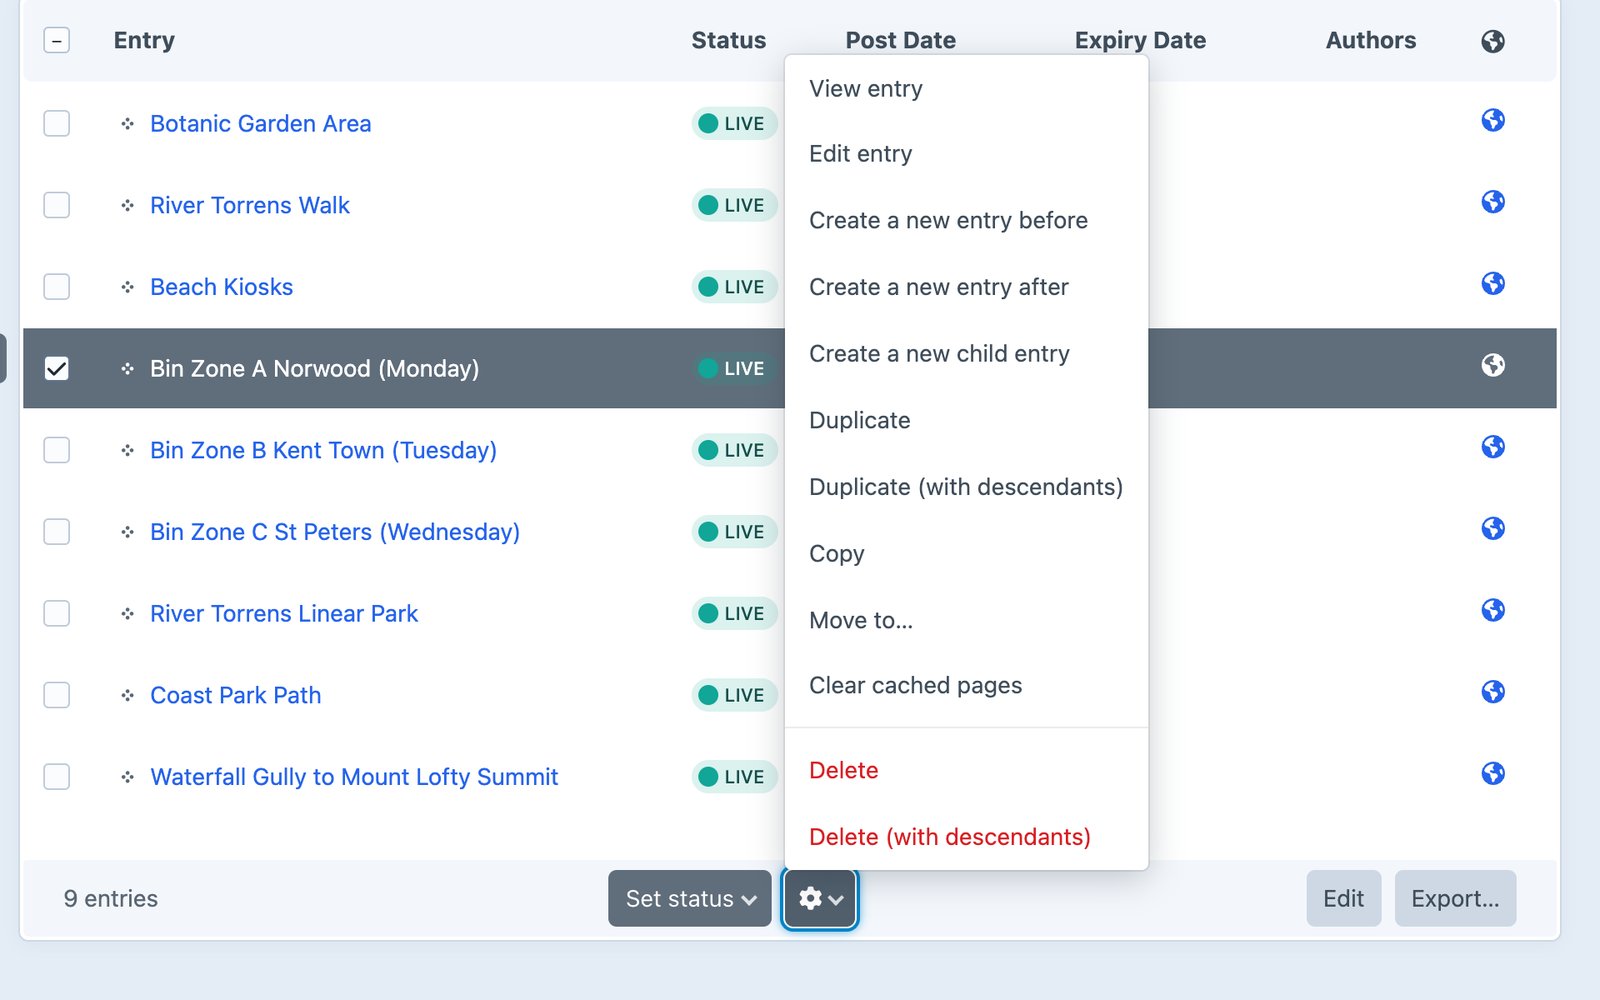 Entry Status Post Date Expiry Date Authors
Botanic Garden Area LIVE
River Torrens Walk LIVE
Beach Kiosks LIVE
Bin Zone A Norwood (Monday) LIVE
Bin Zone B Kent Town (Tuesday) LIVE
Bin Zone C St Peters (Wednesday) LIVE
River Torrens Linear Park LIVE
Coast Park Path LIVE
Waterfall Gully to Mount Lofty Summit LIVE
View entry
Edit entry
Create a new entry before
Create a new entry after
Create a new child entry
Duplicate
Duplicate (with descendants)
Copy
Move to...
Clear cached pages
Delete
Delete (with descendants)
9 entries Set status Edit Export...